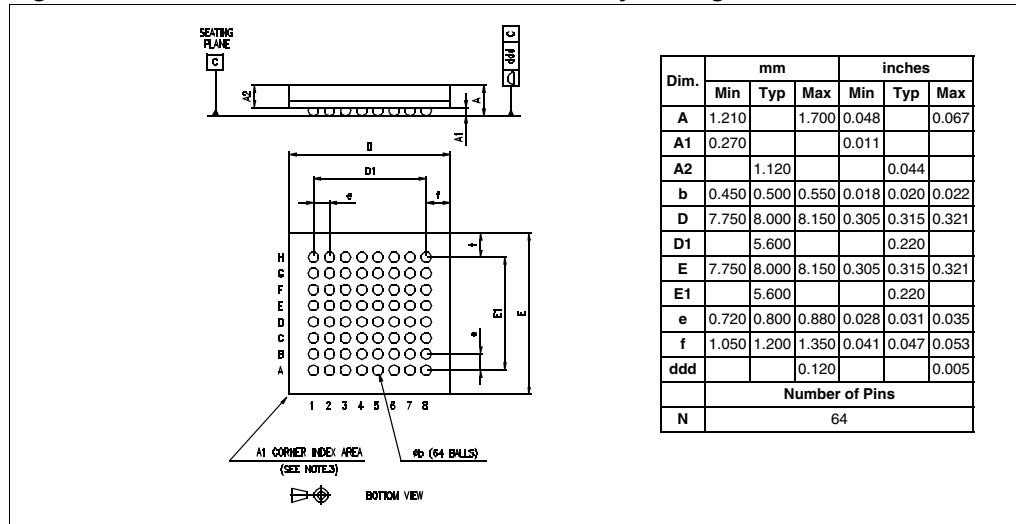 SEATING
PLANE
C
C
ddd
A2
A
A1
D
D1
e
f
f
H
G
F
E
D
C
B
A
E1
E
e
1 2 3 4 5 6 7 8
A1 CORNER INDEX AREA
(SEE NOTE.3)
Øb (64 BALLS)
BOTTOM VIEW
Dim. mm inches
Min Typ Max Min Typ Max
A 1.210 1.700 0.048 0.067
A1 0.270 0.011
A2 1.120 0.044
b 0.450 0.500 0.550 0.018 0.020 0.022
D 7.750 8.000 8.150 0.305 0.315 0.321
D1 5.600 0.220
E 7.750 8.000 8.150 0.305 0.315 0.321
E1 5.600 0.220
e 0.720 0.800 0.880 0.028 0.031 0.035
f 1.050 1.200 1.350 0.041 0.047 0.053
ddd 0.120 0.005
Number of Pins
N 64